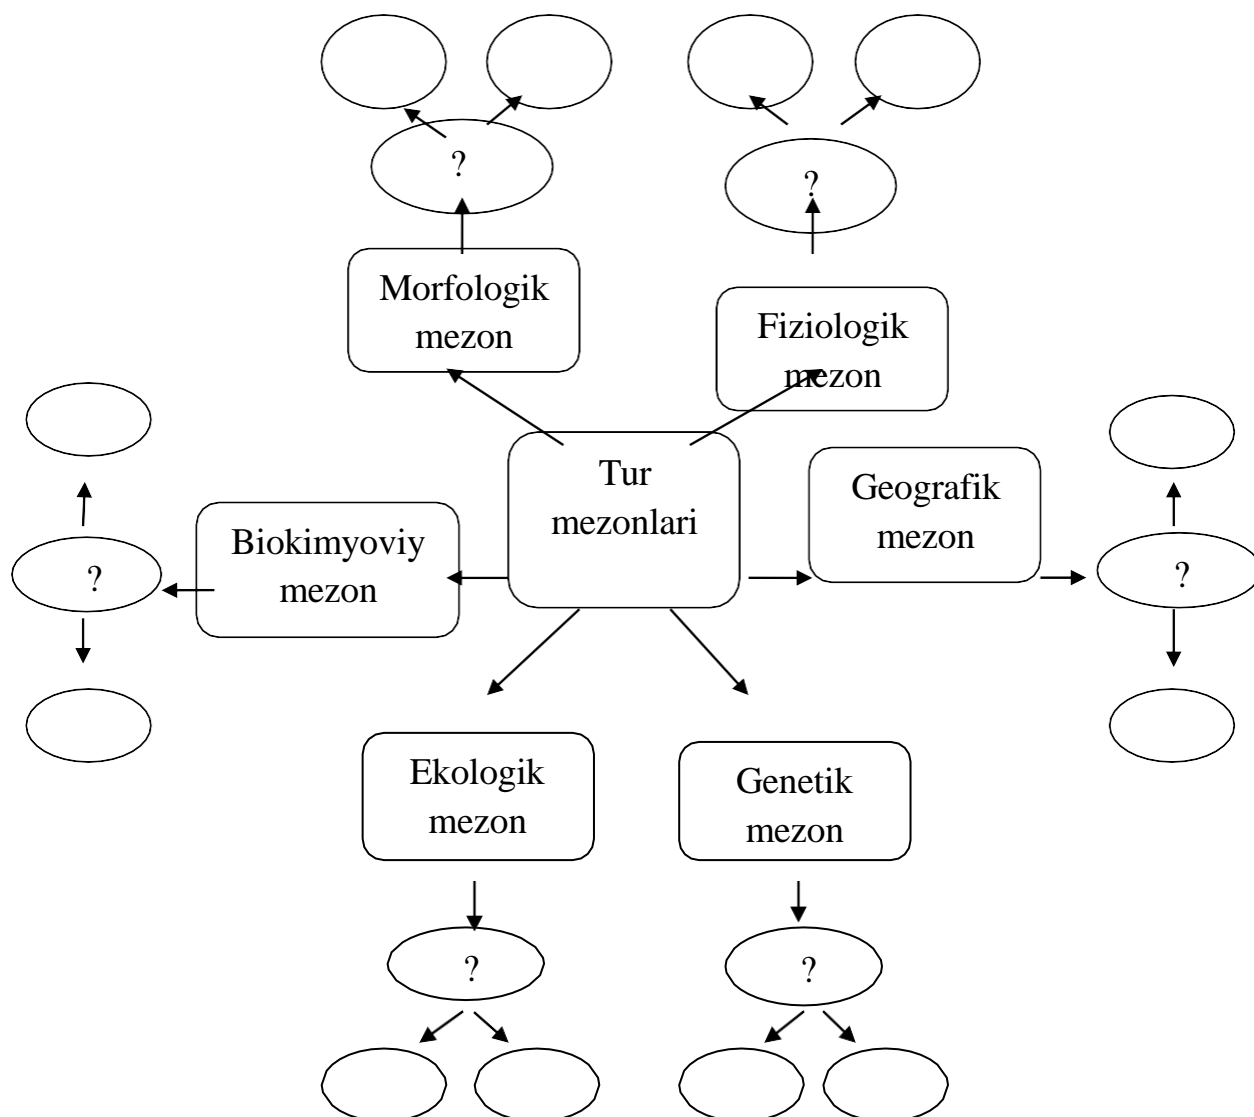 ?
?
Morfologik
mezon
Fiziologik
mezon
Tur
mezonlari
Geografik
mezon
Biokimyoviy
mezon
?
?
Ekologik
mezon
Genetik
mezon
?
?